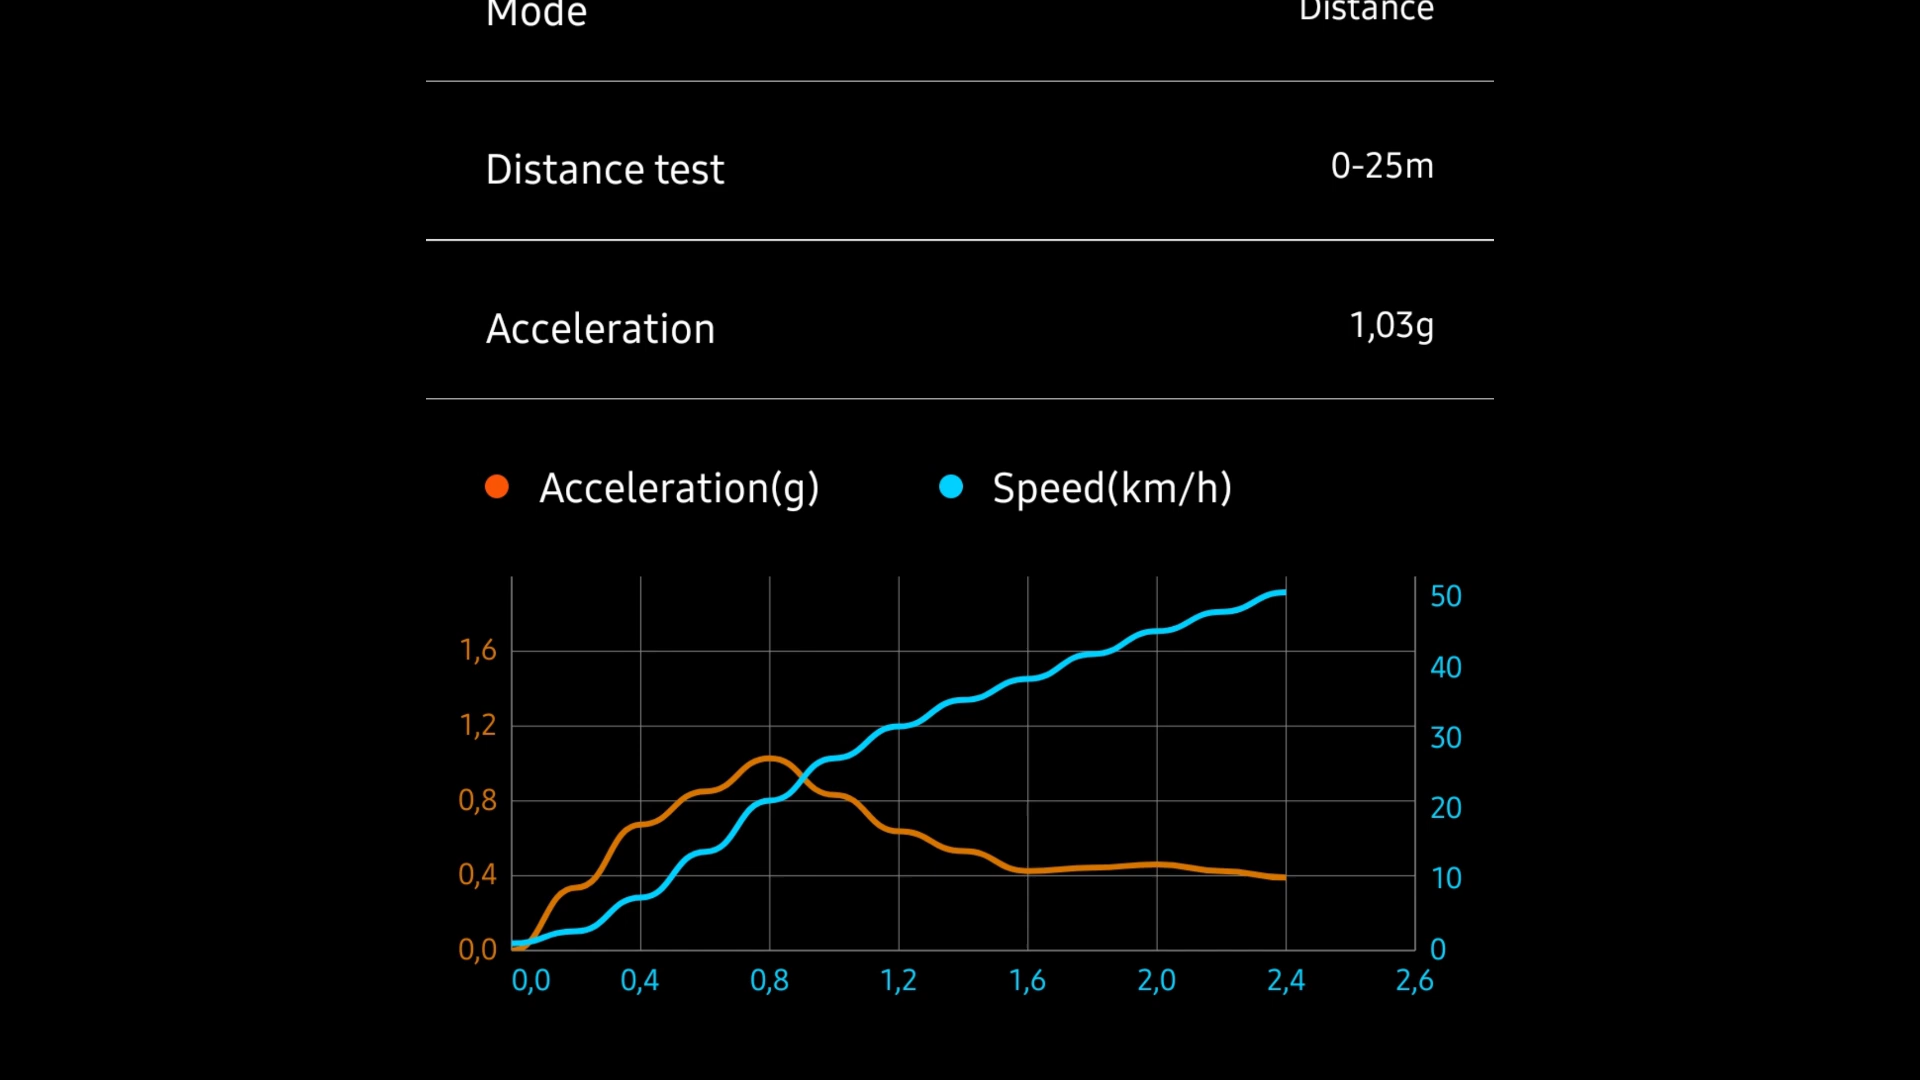 Mode Distance
Distance test 0-25m
Acceleration 1,03g
Acceleration(g) Speed(km/h)
50
1,6
40
1,2
30
0,8
20
0,4
10
0,0
0
0,0 0,4 0,8 1,2 1,6 2,0 2,4 2,6